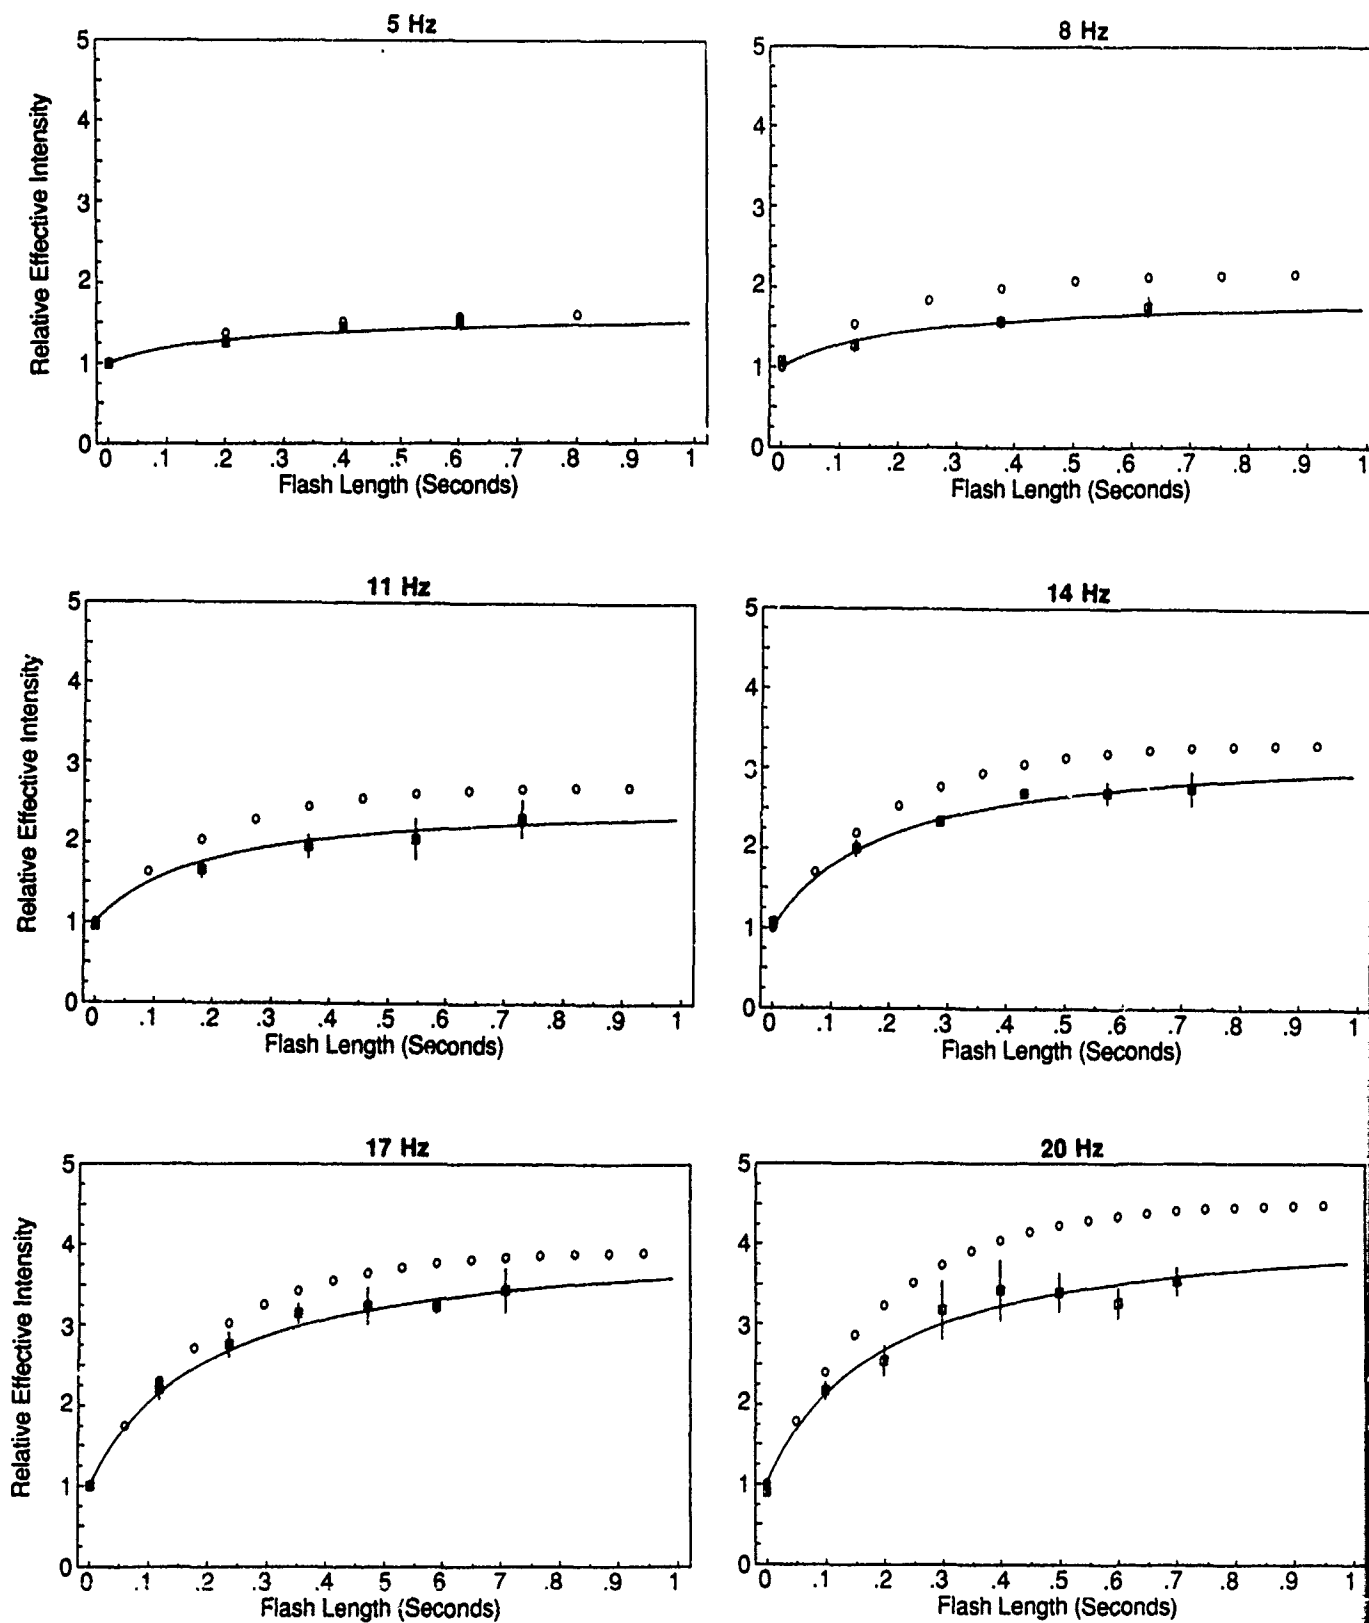 5 Hz
5
4
3
2
1
0
Relative Effective Intensity
0 .1 .2 .3 .4 .5 .6 .7 .8 .9 1
Flash Length (Seconds)
8 Hz
5
4
3
2
1
0
0 .1 .2 .3 .4 .5 .6 .7 .8 .9 1
Flash Length (Seconds)
11 Hz
5
4
3
2
1
0
Relative Effective Intensity
0 .1 .2 .3 .4 .5 .6 .7 .8 .9 1
Flash Length (Seconds)
14 Hz
5
4
3
2
1
0
0 .1 .2 .3 .4 .5 .6 .7 .8 .9 1
Flash Length (Seconds)
17 Hz
5
4
3
2
1
0
Relative Effective Intensity
0 .1 .2 .3 .4 .5 .6 .7 .8 .9 1
Flash Length (Seconds)
20 Hz
5
4
3
2
1
0
0 .1 .2 .3 .4 .5 .6 .7 .8 .9 1
Flash Length (Seconds)